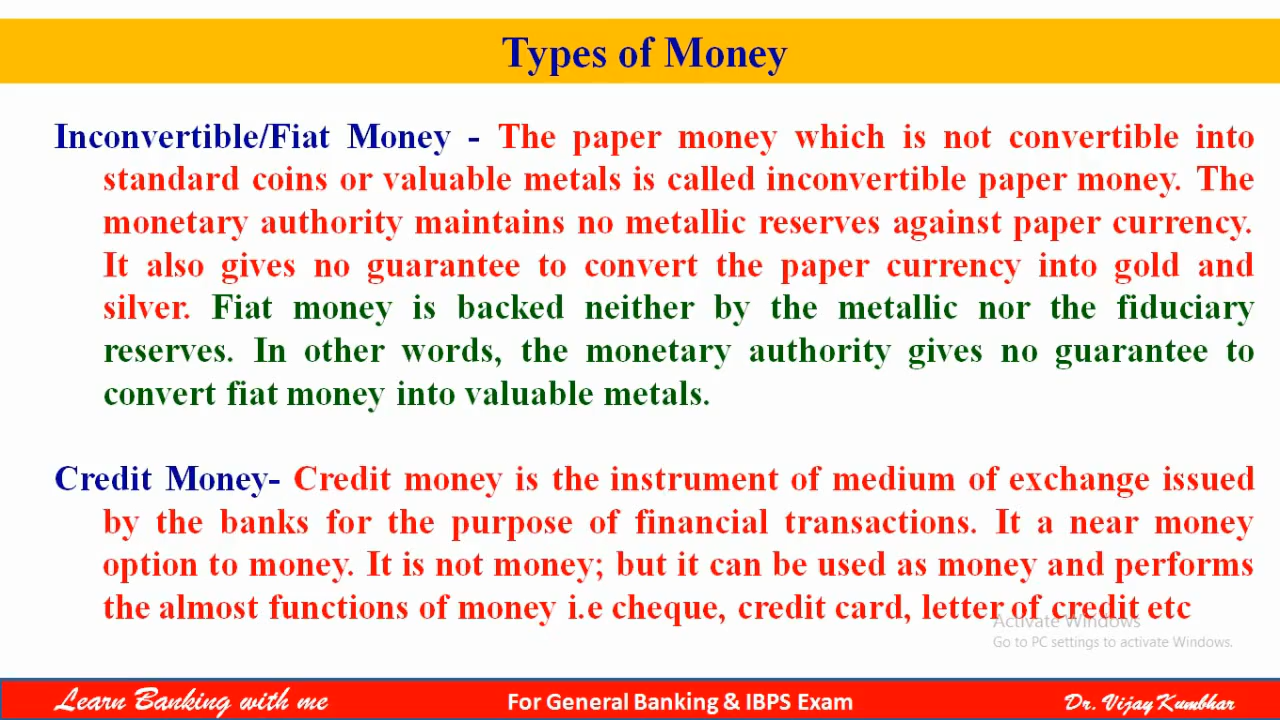 Types of Money
Inconvertible/Fiat Money - The paper money which is not convertible into
standard coins or valuable metals is called inconvertible paper money. The
monetary authority maintains no metallic reserves against paper currency.
It also gives no guarantee to convert the paper currency into gold and
silver. Fiat money is backed neither by the metallic nor the fiduciary
reserves. In other words, the monetary authority gives no guarantee to
convert fiat money into valuable metals.
Credit Money- Credit money is the instrument of medium of exchange issued
by the banks for the purpose of financial transactions. It a near money
option to money. It is not money; but it can be used as money and performs
the almost functions of money i.e cheque, credit card, letter of credit etc
Activate Windows
Go to PC settings to activate Windows.
Learn Banking with me
For General Banking & IBPS Exam
Dr. Vijay Kumbhar